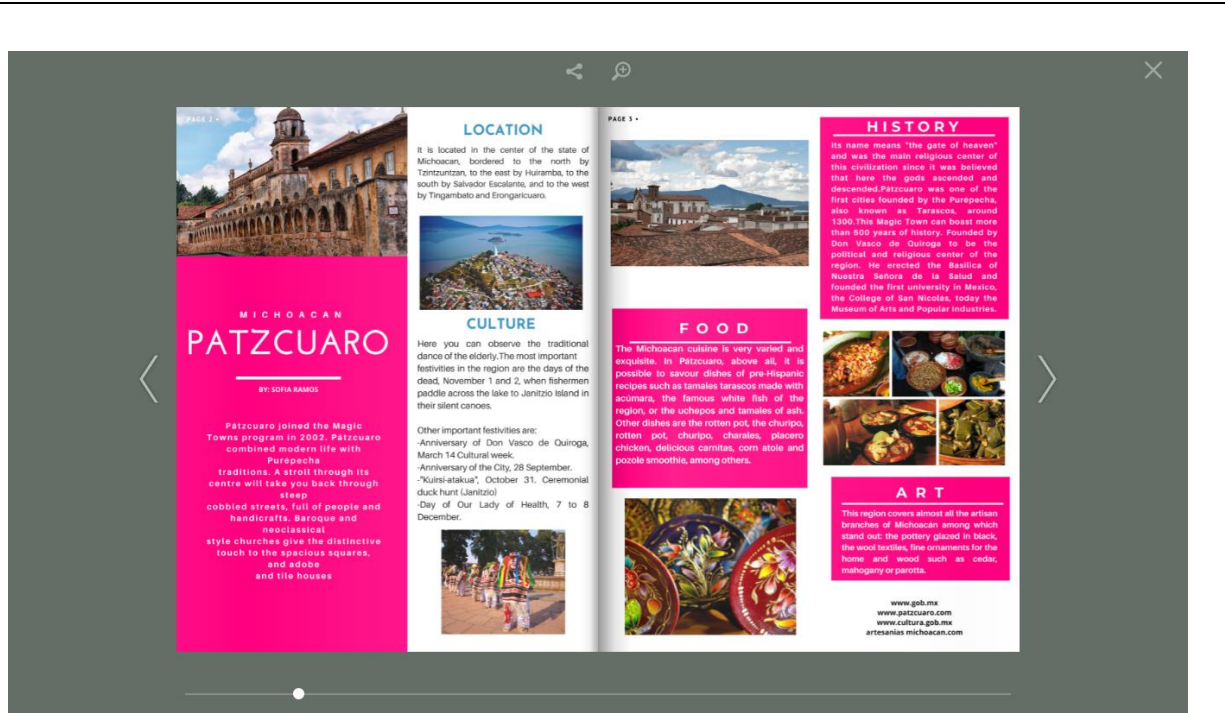 PAGE 2 •
MICHOACAN
PATZCUARO
BY: SOFIA RAMOS
Pátzcuaro joined the Magic
Towns program in 2002. Pátzcuaro
combined modern life with
Purépecha
traditions. A stroll through its
centre will take you back through
steep
cobbled streets, full of people and
handicrafts. Baroque and
neoclassical
style churches give the distinctive
touch to the spacious squares,
and adobe
and tile houses
LOCATION
It is located in the center of the state of
Michoacan, bordered to the north by
Tzintzuntzan, to the east by Huiramba, to the
south by Salvador Escalante, and to the west
by Tingambato and Erongaricuaro.
CULTURE
Here you can observe the traditional
dance of the elderly.The most important
festivities in the region are the days of the
dead, November 1 and 2, when fishermen
paddle across the lake to Janitzio Island in
their silent canoes.
Other important festivities are:
-Anniversary of Don Vasco de Quiroga,
March 14 Cultural week.
-Anniversary of the City, 28 September.
-"Kuirsi-atakua", October 31. Ceremonial
duck hunt (Janitzio)
-Day of Our Lady of Health, 7 to 8
December.
PAGE 3 •
FOOD
The Michoacan cuisine is very varied and
exquisite. In Pátzcuaro, above all, it is
possible to savour dishes of pre-Hispanic
recipes such as tamales tarascos made with
acúmara, the famous white fish of the
region, or the uchepos and tamales of ash.
Other dishes are the rotten pot, the churipo,
rotten pot, churipo, charales, placero
chicken, delicious carnitas, corn atole and
pozole smoothie, among others.
HISTORY
Its name means "the gate of heaven"
and was the main religious center of
this civilization since it was believed
that here the gods ascended and
descended.Pátzcuaro was one of the
first cities founded by the Purépecha,
also known as Tarascos, around
1300.This Magic Town can boast more
than 500 years of history. Founded by
Don Vasco de Quiroga to be the
political and religious center of the
region. He erected the Basilica of
Nuestra Señora de la Salud and
founded the first university in Mexico,
the College of San Nicolás, today the
Museum of Arts and Popular Industries.
ART
This region covers almost all the artisan
branches of Michoacán among which
stand out: the pottery glazed in black,
the wool textiles, fine ornaments for the
home and wood such as cedar,
mahogany or parotta.
www.gob.mx
www.patzcuaro.com
www.cultura.gob.mx
artesanias michoacan.com